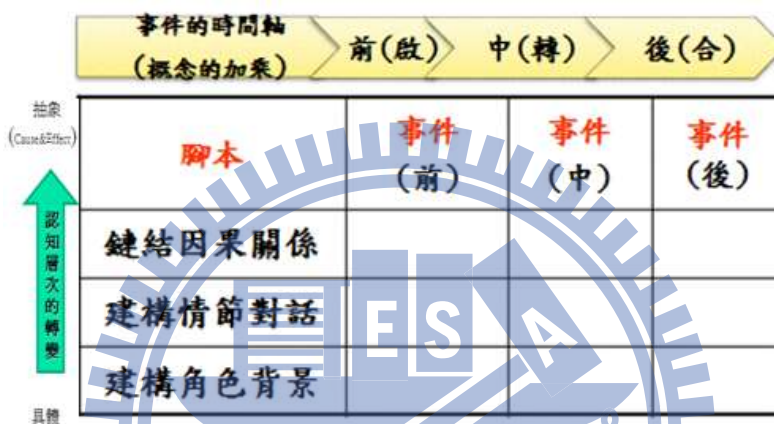 事件的時間軸
(概念的加乘)
前(啟)
中(轉)
後(合)
抽象
(Cause&Effect)
腳本
事件
(前)
事件
(中)
事件
(後)
認知層次的轉變
鏈結因果關係
建構情節對話
建構角色背景
具體
ESA